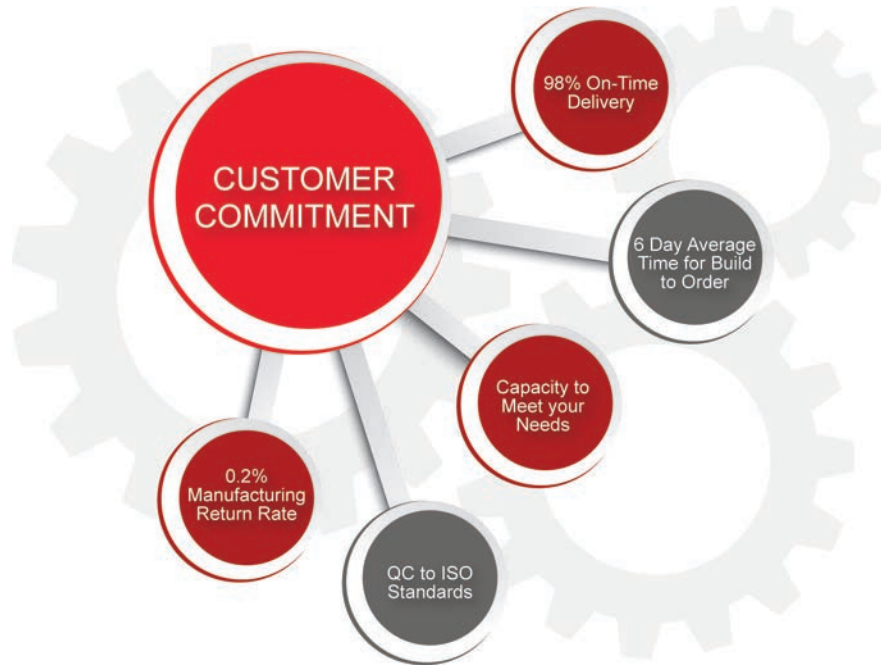 CUSTOMER
COMMITMENT
98% On-Time
Delivery
6 Day Average
Time for Build
to Order
Capacity to
Meet your
Needs
QC to ISO
Standards
0.2%
Manufacturing
Return Rate